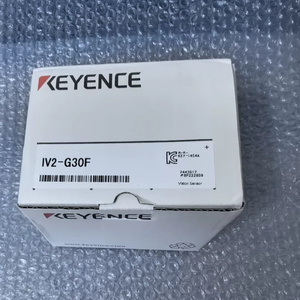 KEYENCE
IV2-G30F
Vision Sensor
KEYENCE